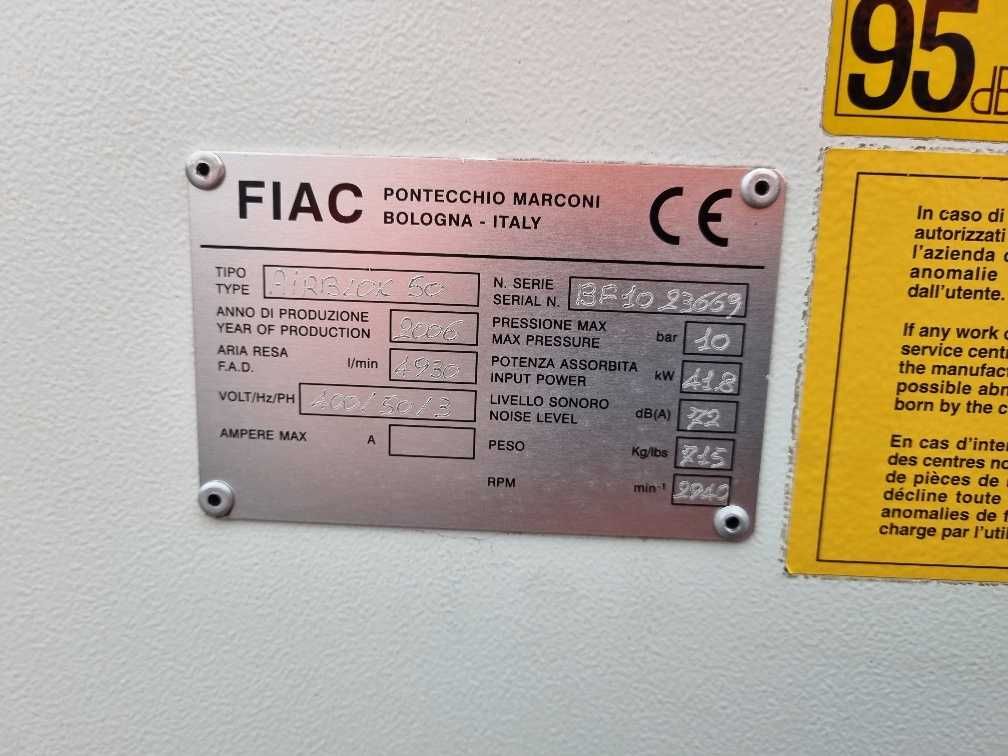 95 dB
FIAC PONTECCHIO MARCONI
BOLOGNA - ITALY
CE
TIPO
TYPE AIRBLOK 50
ANNO DI PRODUZIONE
YEAR OF PRODUCTION 2006
ARIA RESA
F.A.D. l/min 4930
VOLT/Hz/PH 400/50/3
AMPERE MAX A
N. SERIE
SERIAL N. BF10 23669
PRESSIONE MAX
MAX PRESSURE bar 10
POTENZA ASSORBITA
INPUT POWER kW 41.8
LIVELLO SONORO
NOISE LEVEL dB(A) 72
PESO Kg/lbs 715
RPM min⁻¹ 2940
In caso di
autorizzati
l'azienda
anomalie
dall'utente.
If any work
service cent
the manufact
possible abn
born by the c
En cas d'inter
des centres no
de pièces de
décline toute
anomalies de f
charge par l'util